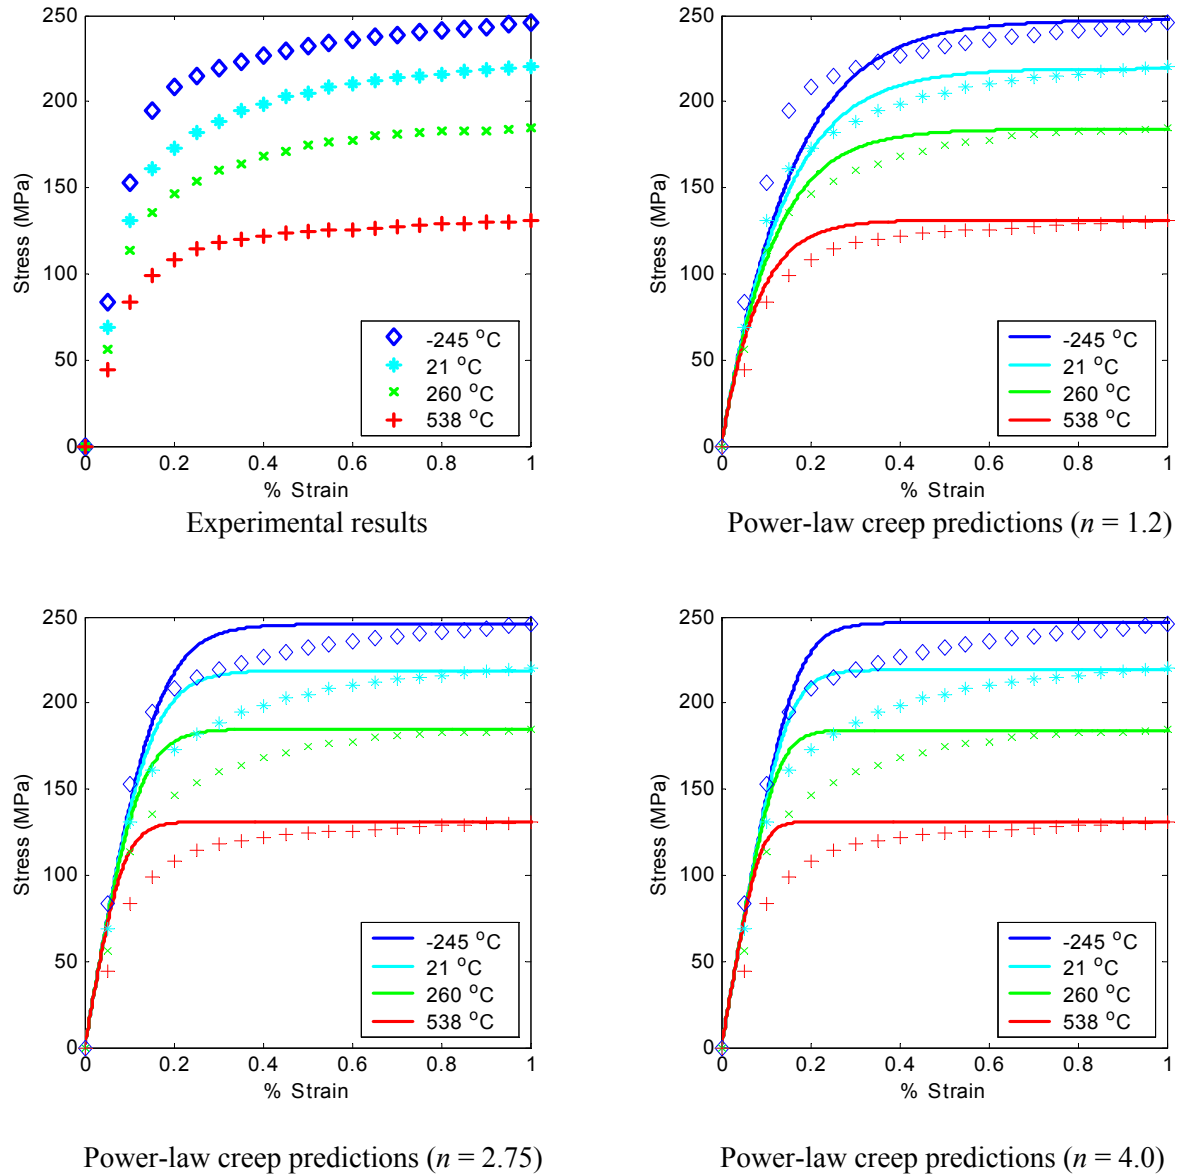 250
200
150
100
50
0
Stress (MPa)
-245 °C
21 °C
260 °C
538 °C
0 0.2 0.4 0.6 0.8 1
% Strain
Experimental results
250
200
150
100
50
0
Stress (MPa)
-245 °C
21 °C
260 °C
538 °C
0 0.2 0.4 0.6 0.8 1
% Strain
Power-law creep predictions (n = 1.2)
250
200
150
100
50
0
Stress (MPa)
-245 °C
21 °C
260 °C
538 °C
0 0.2 0.4 0.6 0.8 1
% Strain
Power-law creep predictions (n = 2.75)
250
200
150
100
50
0
Stress (MPa)
-245 °C
21 °C
260 °C
538 °C
0 0.2 0.4 0.6 0.8 1
% Strain
Power-law creep predictions (n = 4.0)